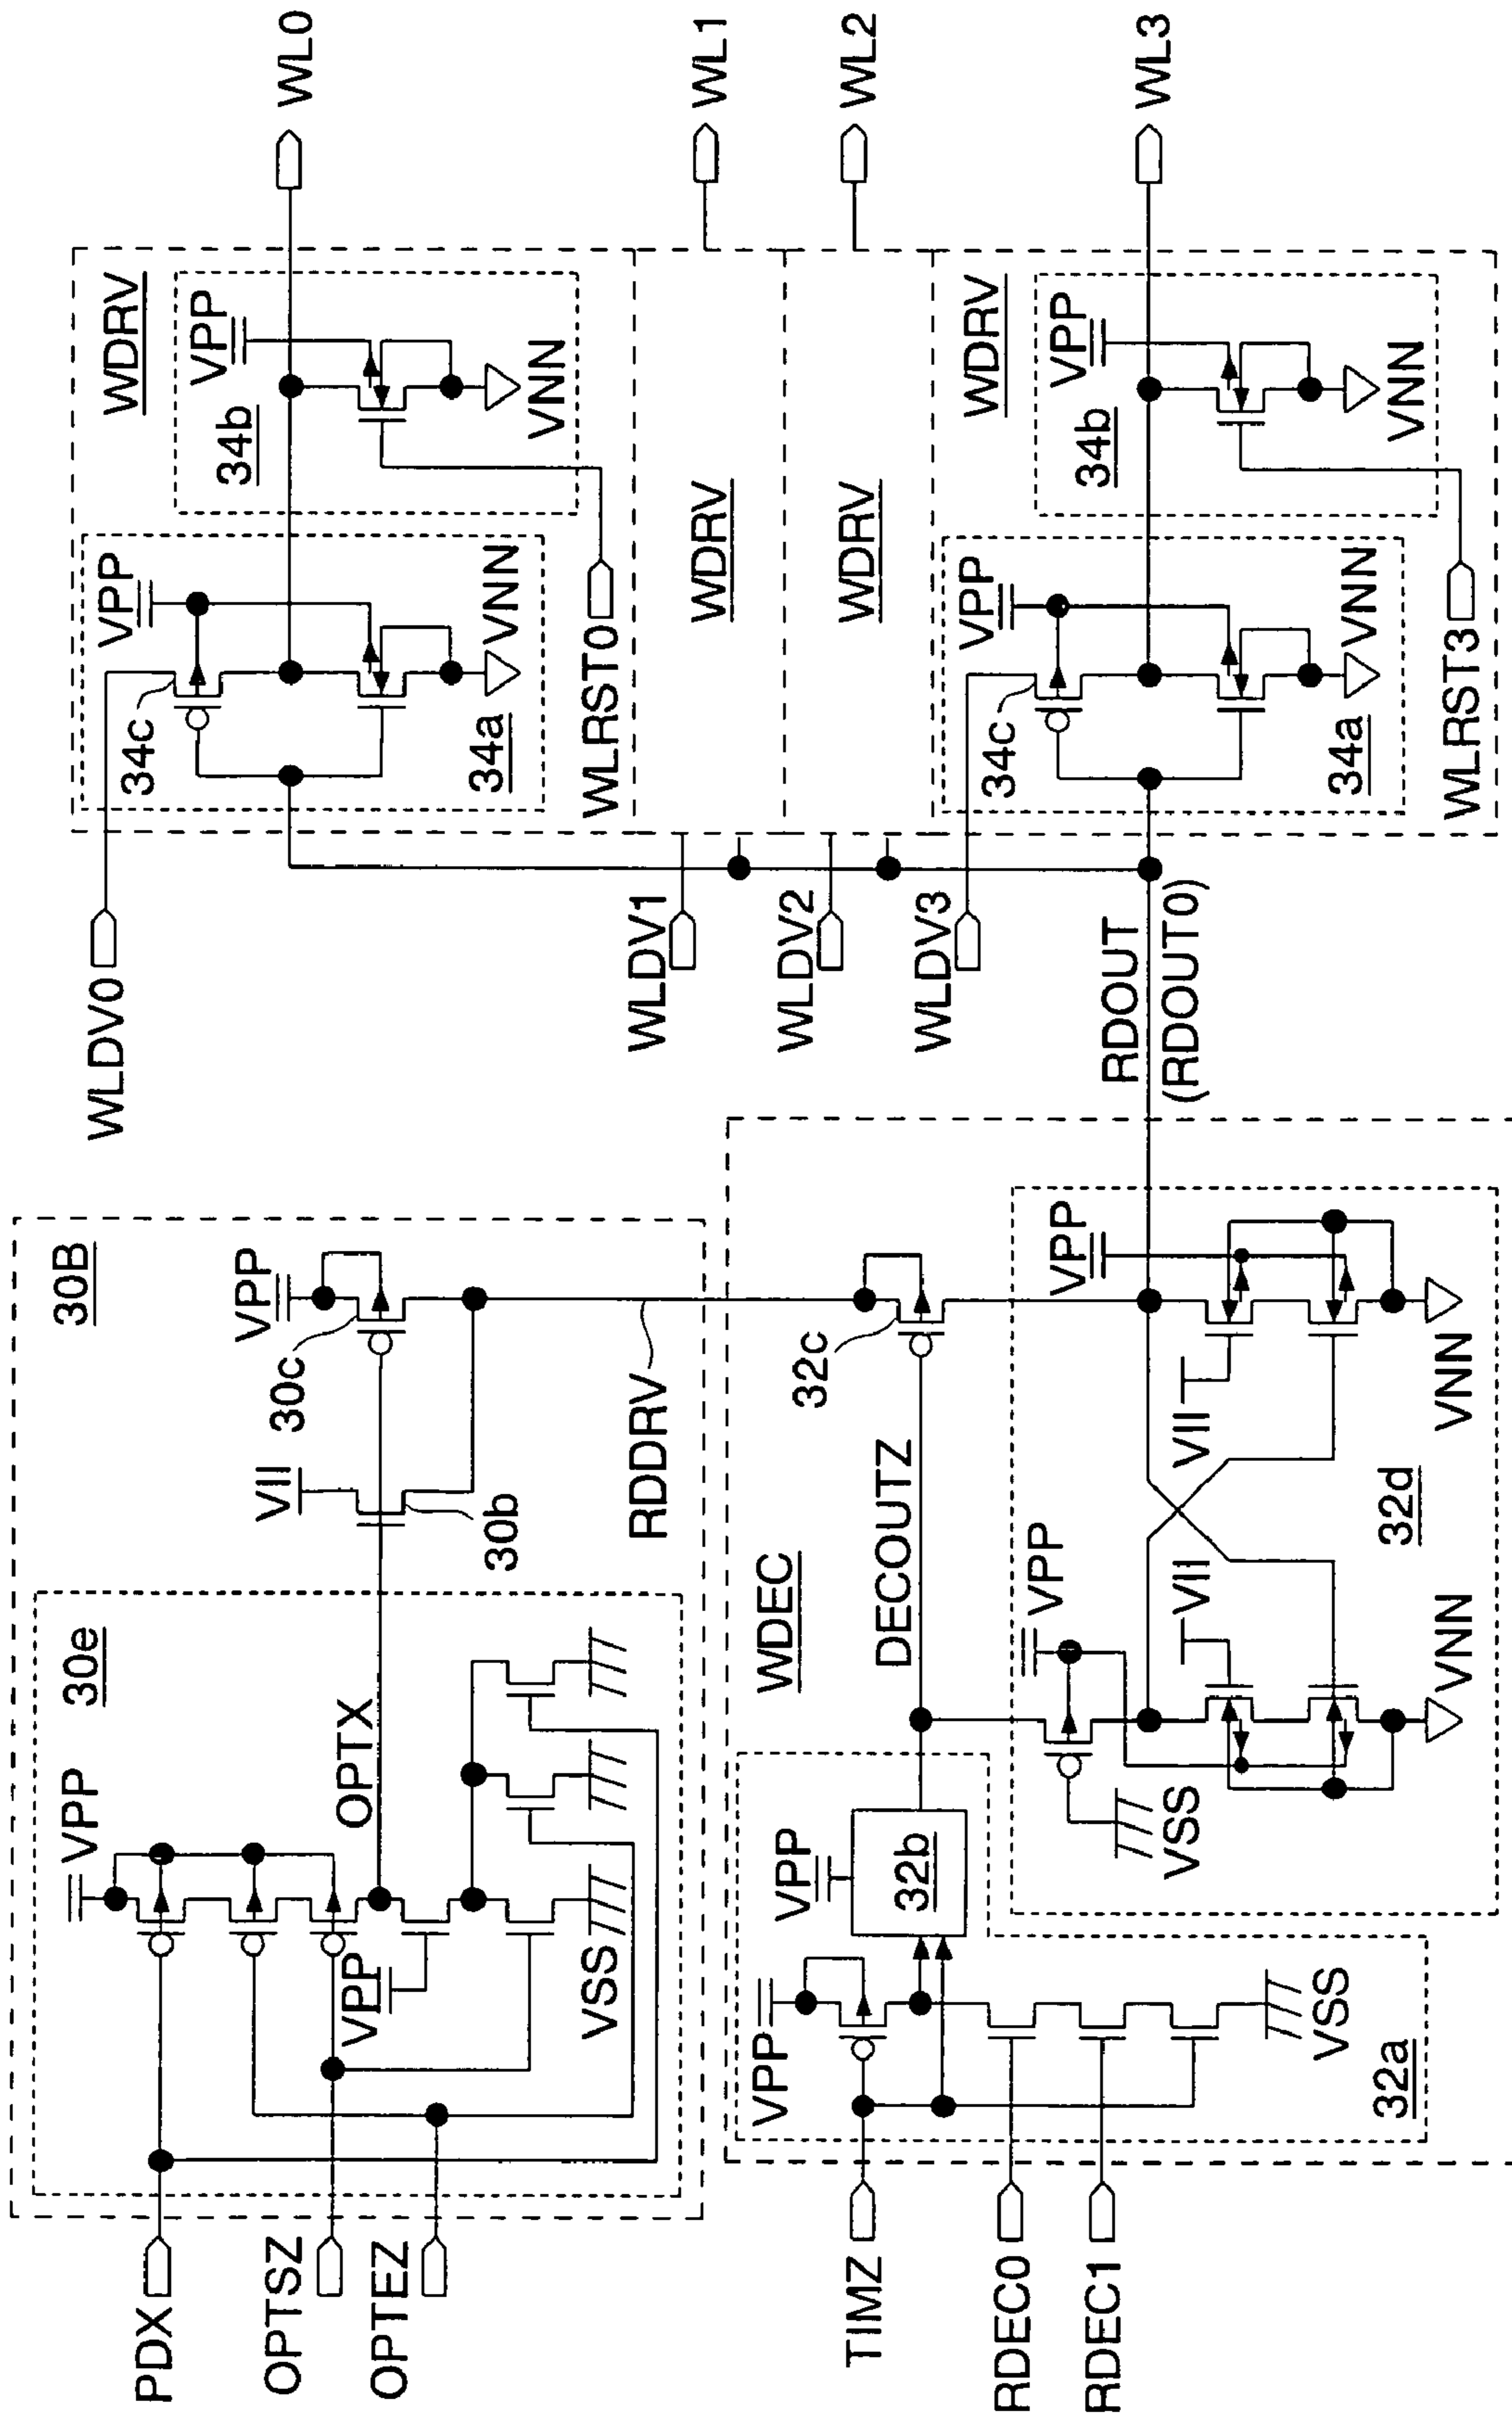 PDX
OPTSZ
OPTEZ
30e
VPP
VPP
VSS
OPTX
30B
VII
30b
VPP
30c
RDDRV
TIMZ
RDEC0
RDEC1
VPP
VPP
32b
32a
VSS
WDEC
DECOUTZ
32c
VPP
VII
VSS
VNN
32d
VPP
VII
VNN
RDOUT
(RDOUT0)
WLDV0
WLDV1
WLDV2
WLDV3
34c
VPP
VNN
34a
WLRST0
WDRV
34b
VPP
VNN
WDRV
WDRV
34c
VPP
VNN
34a
WLRST3
WDRV
34b
VPP
VNN
WL0
WL1
WL2
WL3